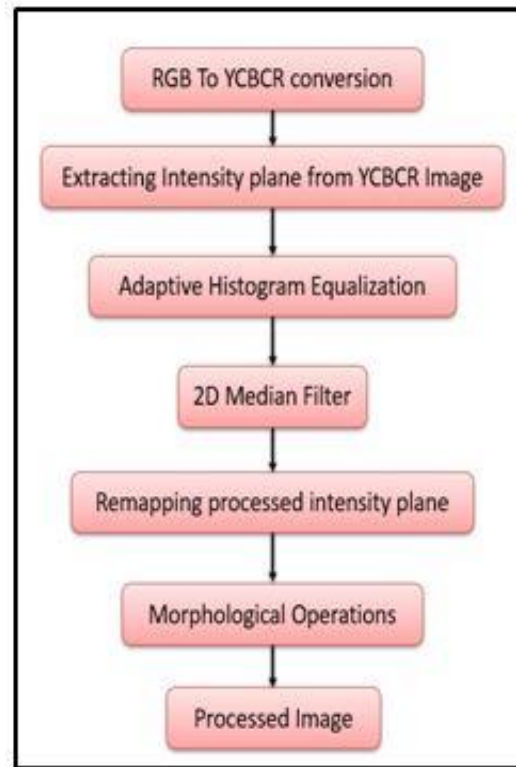 RGB To YCBCR conversion
Extracting Intensity plane from YCBCR Image
Adaptive Histogram Equalization
2D Median Filter
Remapping processed intensity plane
Morphological Operations
Processed Image